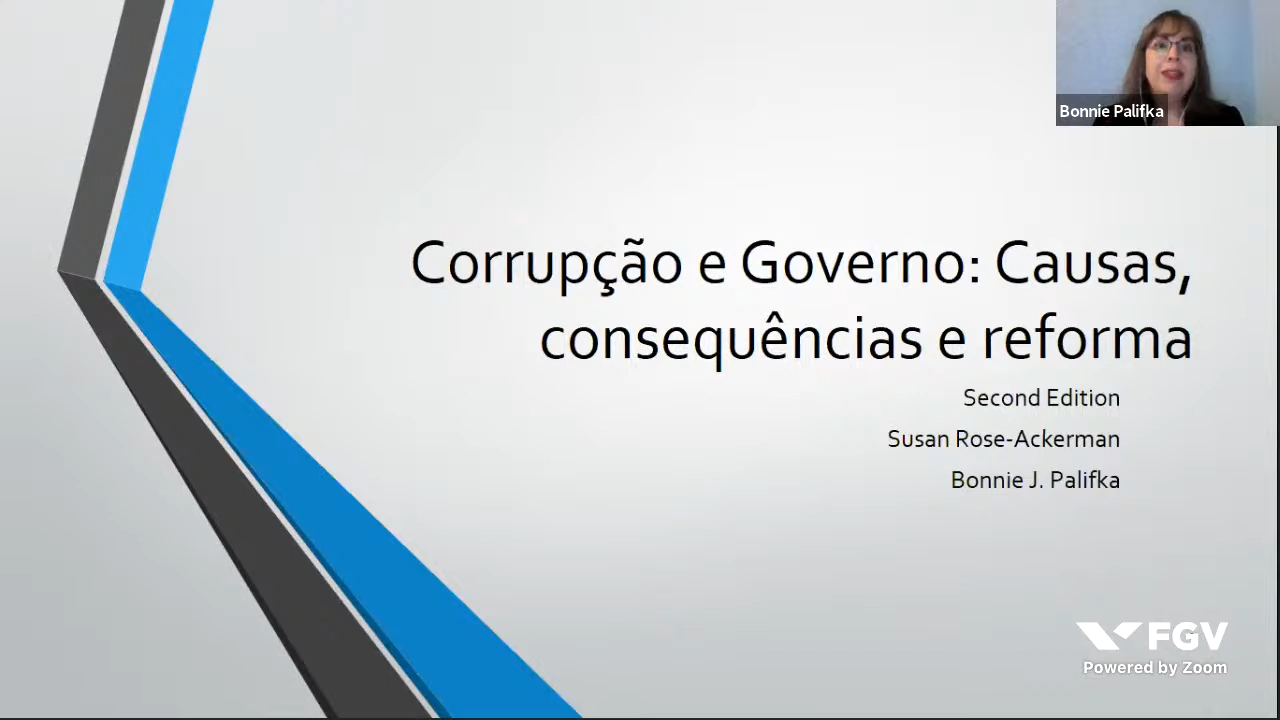 Bonnie Palifka
Corrupção e Governo: Causas,
consequências e reforma
Second Edition
Susan Rose-Ackerman
Bonnie J. Palifka
FGV
Powered by Zoom